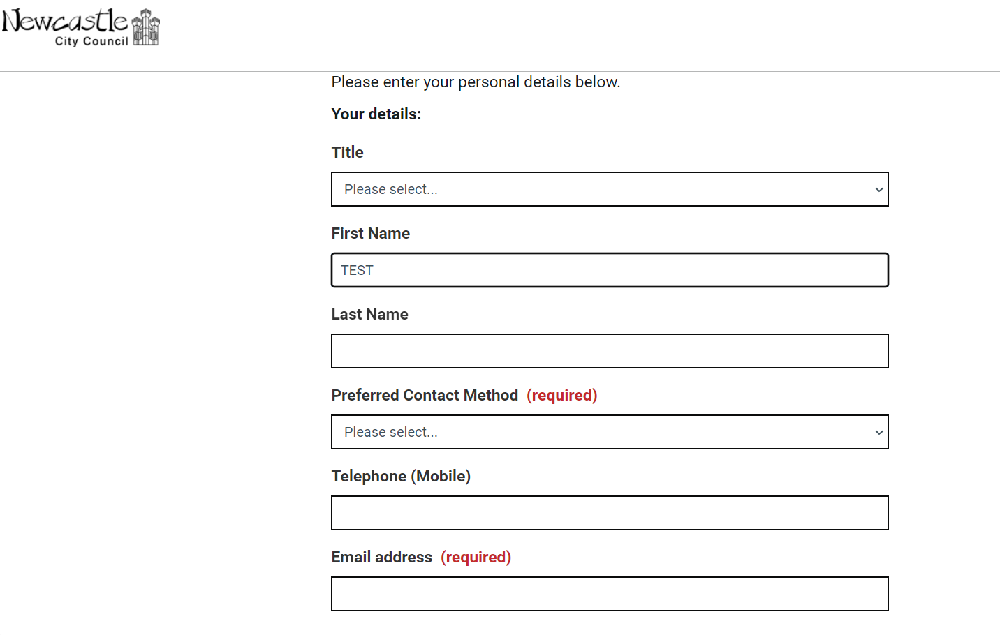 Newcastle
City Council
Please enter your personal details below.
Your details:
Title
Please select...
First Name
TEST
Last Name
Preferred Contact Method (required)
Please select...
Telephone (Mobile)
Email address (required)